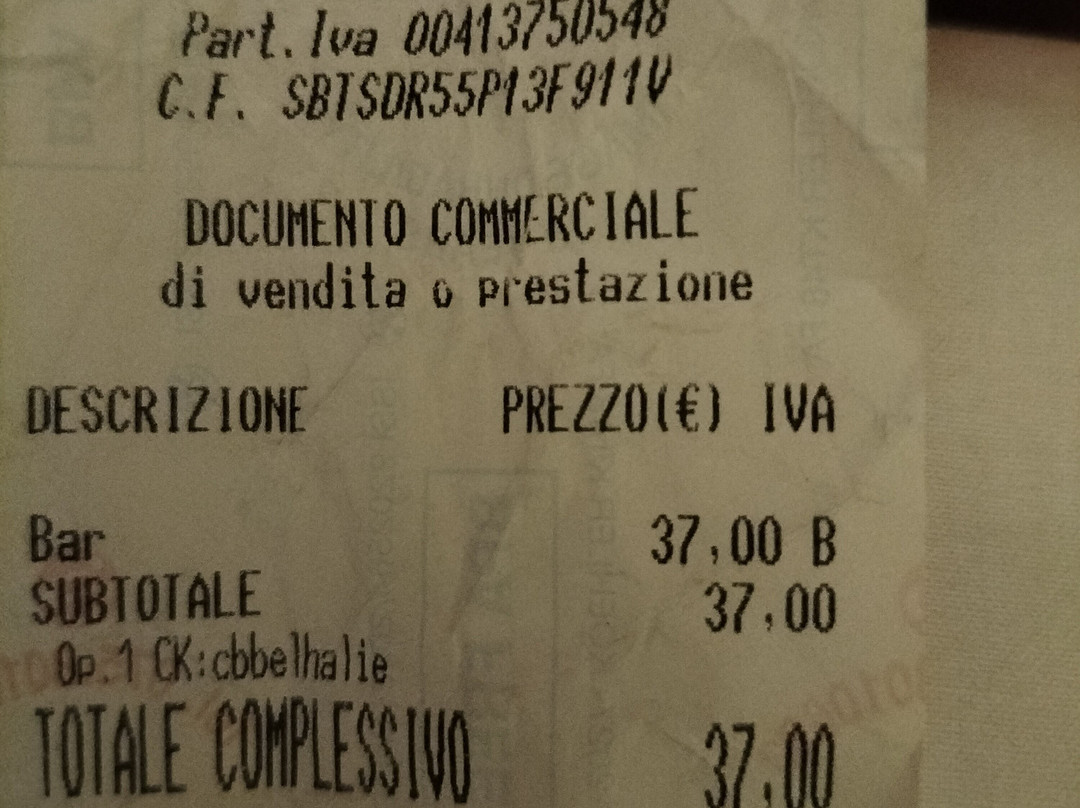 Part.Iva 00413750548
C.F. SBTSDR55P13F911V
DOCUMENTO COMMERCIALE
di vendita o prestazione
DESCRIZIONE PREZZO(€) IVA
Bar 37,00 B
SUBTOTALE 37,00
Op.1 CK:cbbelhalie
TOTALE COMPLESSIVO 37,00